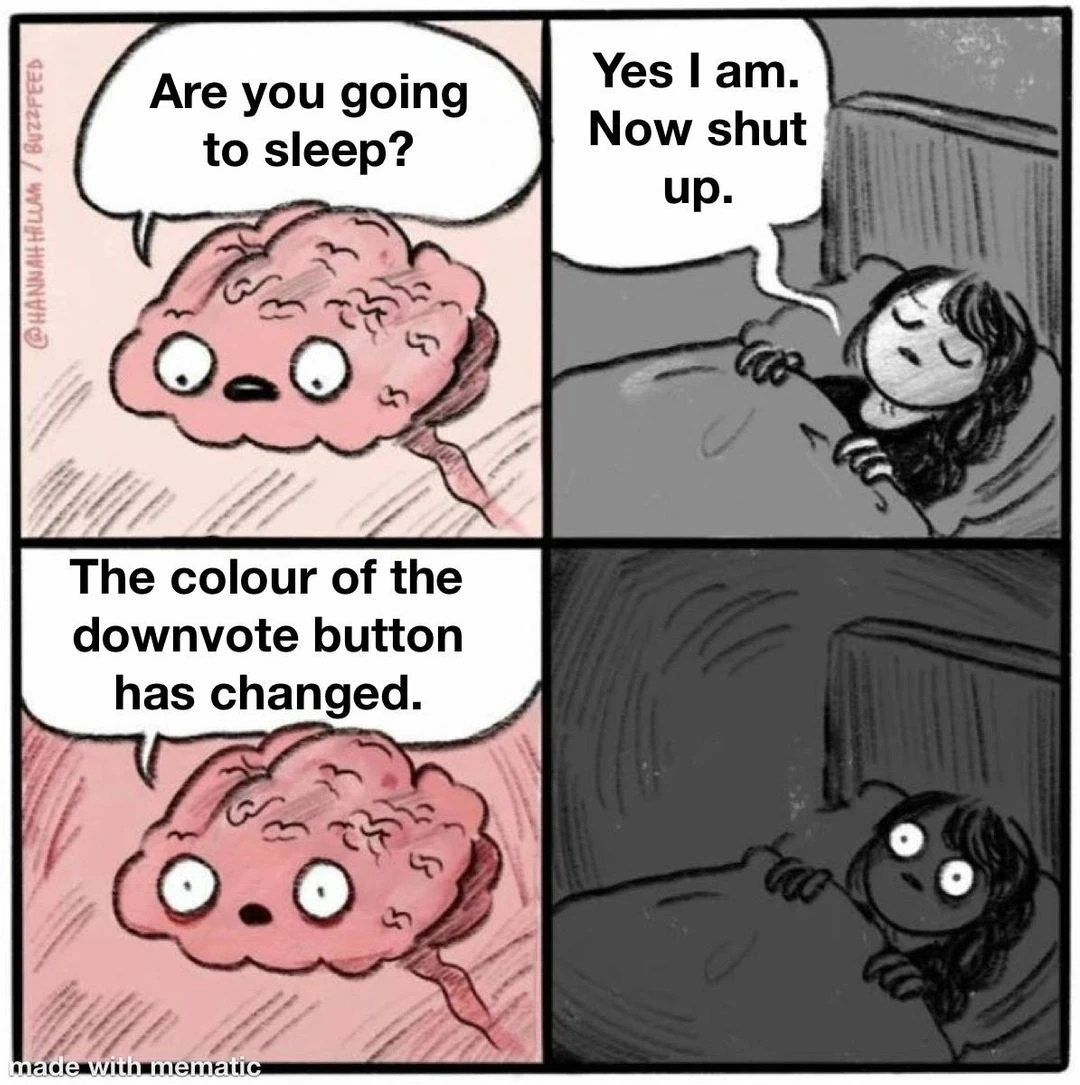 @HANNAHHILLAM / BUZZFEED
Are you going
to sleep?
Yes I am.
Now shut
up.
The colour of the
downvote button
has changed.
made with mematic